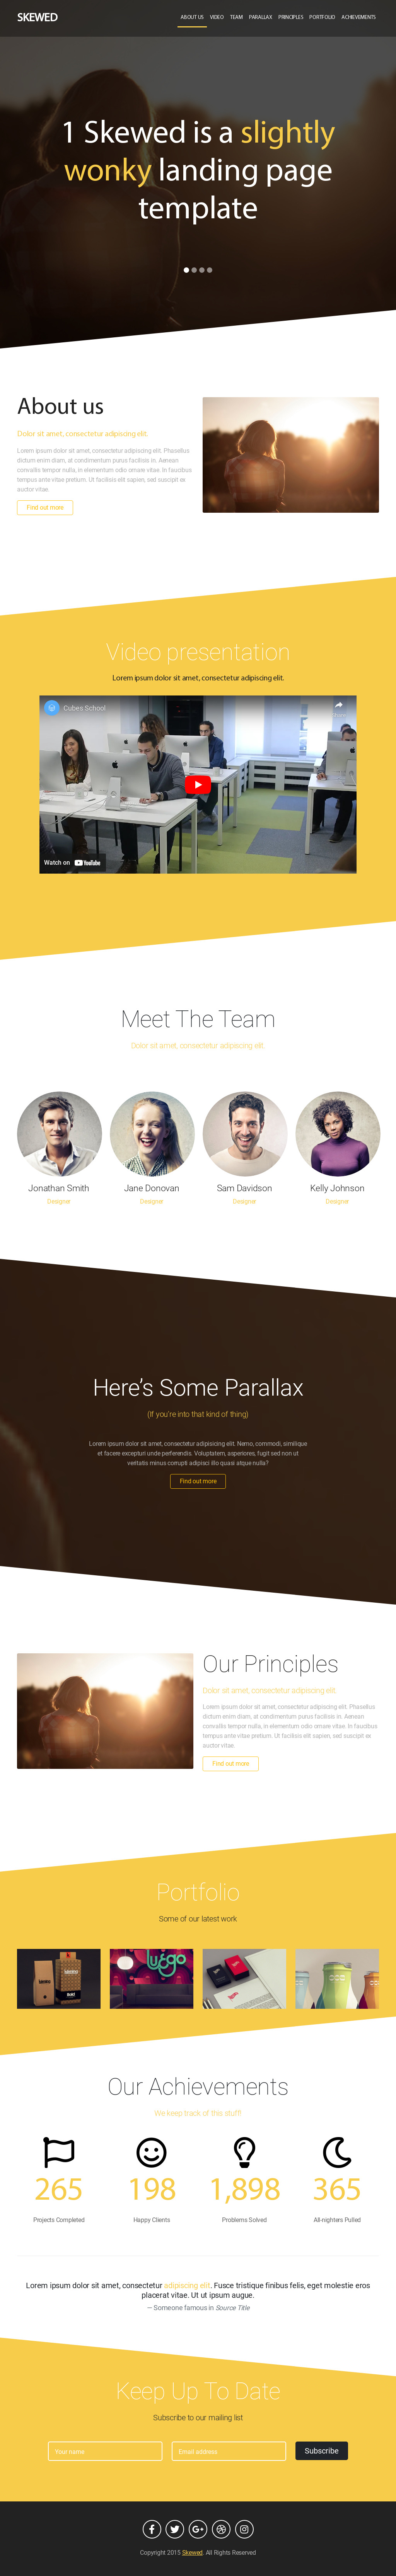 SKEWED
ABOUT US VIDEO TEAM PARALLAX PRINCIPLES PORTFOLIO ACHIEVEMENTS
1 Skewed is a slightly
wonky landing page
template
About us
Dolor sit amet, consectetur adipiscing elit.
Lorem ipsum dolor sit amet, consectetur adipiscing elit. Phasellus
dictum enim diam, at condimentum purus facilisis in. Aenean
convallis tempor nulla, in elementum odio ornare vitae. In faucibus
tempus ante vitae pretium. Ut facilisis elit sapien, sed suscipit ex
auctor vitae.
Find out more
Video presentation
Lorem ipsum dolor sit amet, consectetur adipiscing elit.
Cubes School
Watch on YouTube
Meet The Team
Dolor sit amet, consectetur adipiscing elit.
Jonathan Smith
Designer
Jane Donovan
Designer
Sam Davidson
Designer
Kelly Johnson
Designer
Here's Some Parallax
(If you're into that kind of thing)
Lorem ipsum dolor sit amet, consectetur adipisicing elit. Nemo, commodi, similique
et facere excepturi unde perferendis. Voluptatem, asperiores, fugit sed non ut
veritatis minus corrupti adipisci illo quasi atque nulla?
Find out more
Our Principles
Dolor sit amet, consectetur adipiscing elit.
Lorem ipsum dolor sit amet, consectetur adipiscing elit. Phasellus
dictum enim diam, at condimentum purus facilisis in. Aenean
convallis tempor nulla, in elementum odio ornare vitae. In faucibus
tempus ante vitae pretium. Ut facilisis elit sapien, sed suscipit ex
auctor vitae.
Find out more
Portfolio
Some of our latest work
Our Achievements
We keep track of this stuff!
265
Projects Completed
198
Happy Clients
1,898
Problems Solved
365
All-nighters Pulled
Lorem ipsum dolor sit amet, consectetur adipiscing elit. Fusce tristique finibus felis, eget molestie eros
placerat vitae. Ut ut ipsum augue.
— Someone famous in Source Title
Keep Up To Date
Subscribe to our mailing list
Your name
Email address
Subscribe
Copyright 2015 Skewed. All Rights Reserved